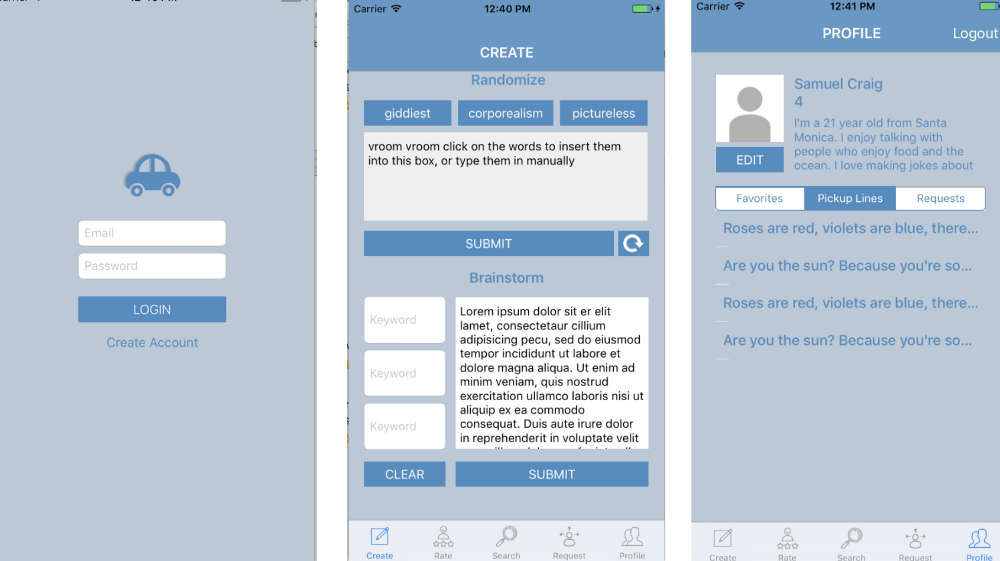 Email
Password
LOGIN
Create Account
Carrier
12:40 PM
CREATE
Randomize
giddiest
corporealism
pictureless
vroom vroom click on the words to insert them
into this box, or type them in manually
SUBMIT
Brainstorm
Keyword
Keyword
Keyword
Lorem ipsum dolor sit er elit
lamet, consectetaur cillium
adipisicing pecu, sed do eiusmod
tempor incididunt ut labore et
dolore magna aliqua. Ut enim ad
minim veniam, quis nostrud
exercitation ullamco laboris nisi ut
aliquip ex ea commodo
consequat. Duis aute irure dolor
in reprehenderit in voluptate velit
CLEAR
SUBMIT
Create
Rate
Search
Request
Profile
Carrier
12:41 PM
PROFILE
Logout
Samuel Craig
4
I'm a 21 year old from Santa
Monica. I enjoy talking with
people who enjoy food and the
ocean. I love making jokes about
EDIT
Favorites
Pickup Lines
Requests
Roses are red, violets are blue, there...
Are you the sun? Because you're so...
Roses are red, violets are blue, there...
Are you the sun? Because you're so...
Create
Rate
Search
Request
Profile